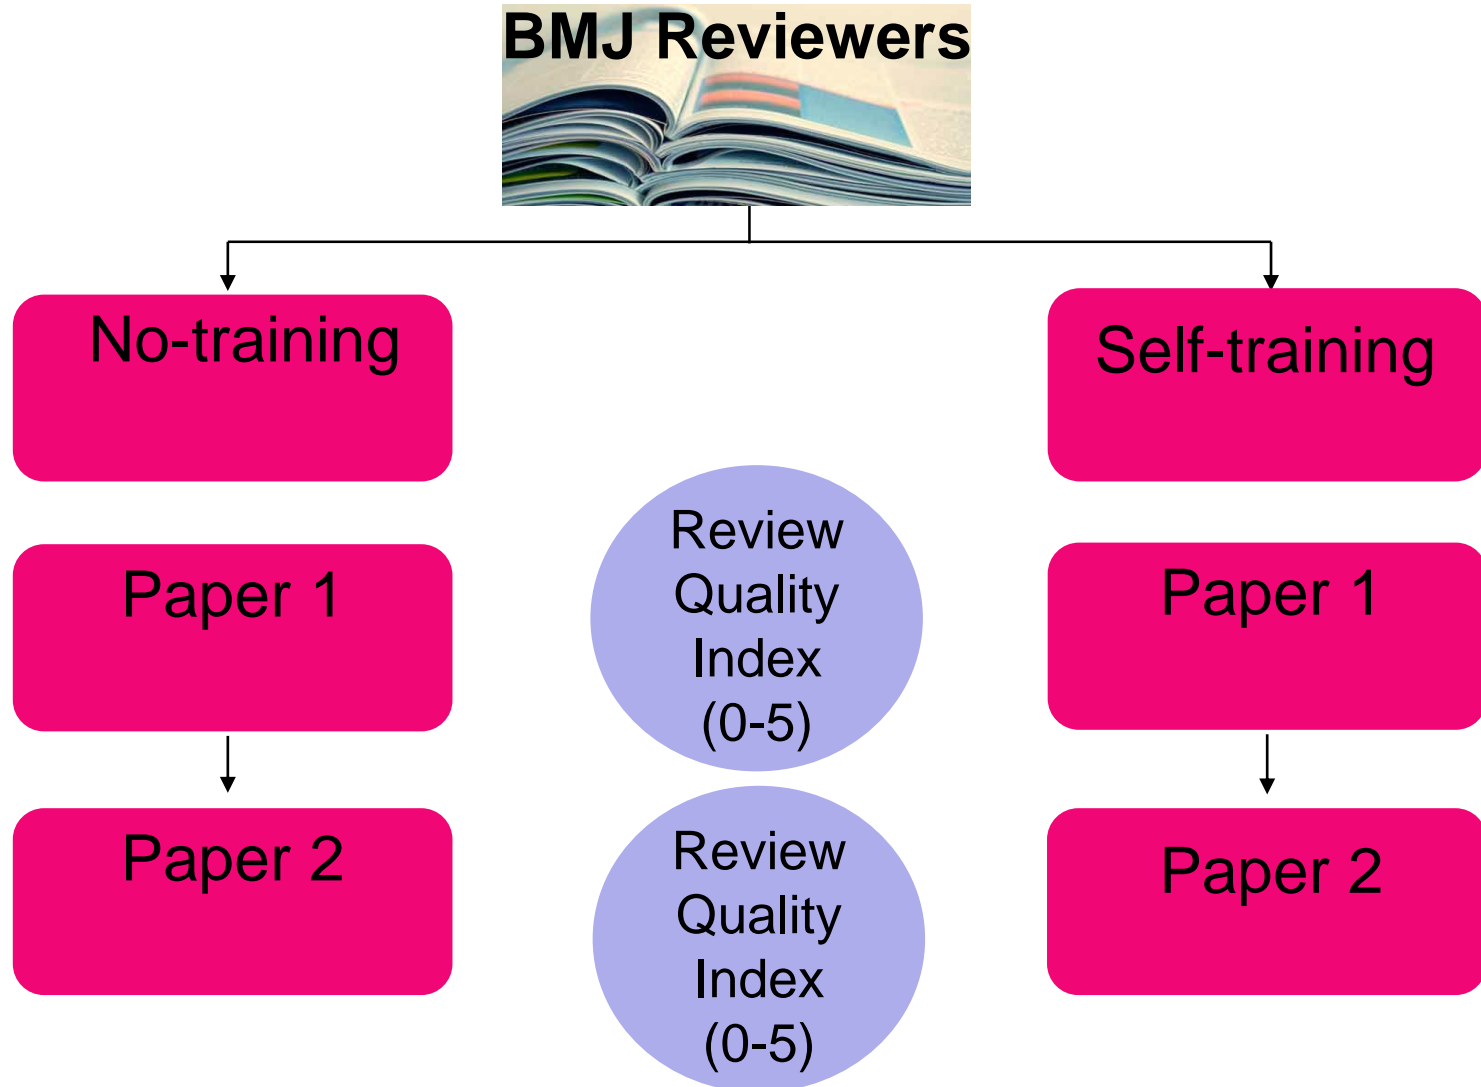 BMJ Reviewers
No-training
Self-training
Paper 1
Review
Quality
Index
(0-5)
Paper 1
Paper 2
Review
Quality
Index
(0-5)
Paper 2